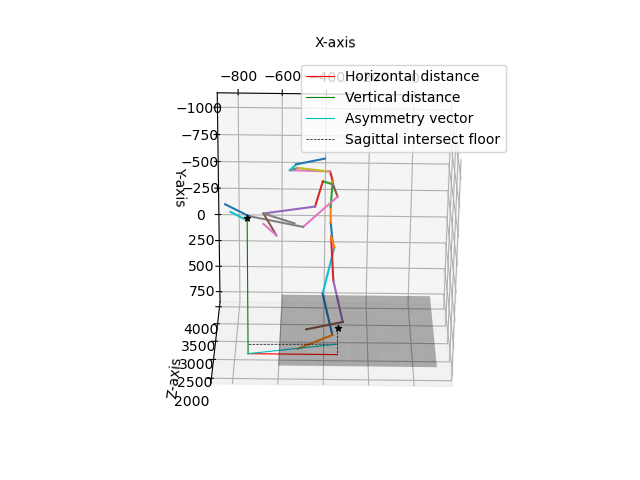 X-axis
−800 −600 −400
Horizontal distance
Vertical distance
Asymmetry vector
Sagittal intersect floor
−1000
−750
−500
−250
0
250
500
750
Y-axis
4000
3500
3000
2500
2000
Z-axis